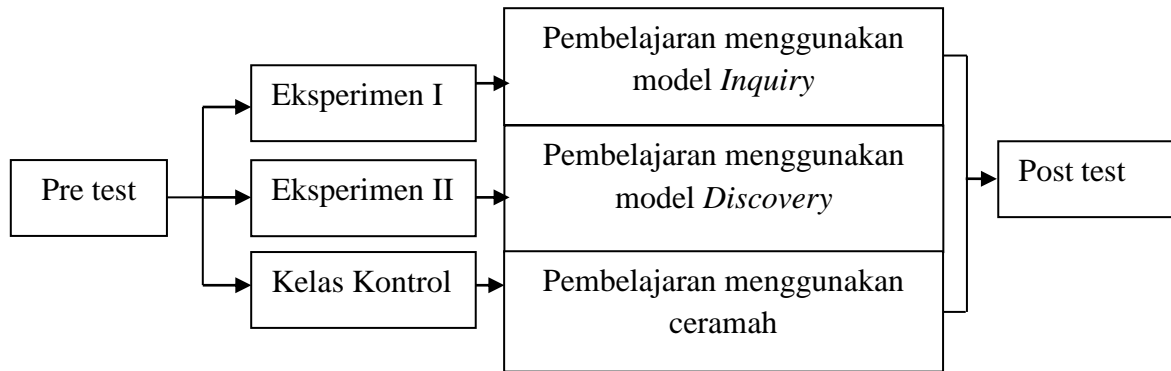 Pre test
Eksperimen I
Eksperimen II
Kelas Kontrol
Pembelajaran menggunakan
model Inquiry
Pembelajaran menggunakan
model Discovery
Pembelajaran menggunakan
ceramah
Post test